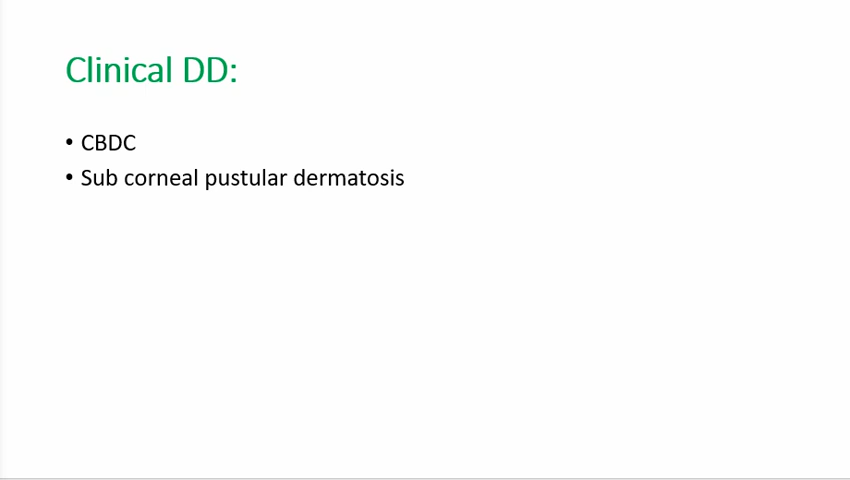 Clinical DD:
• CBDC
• Sub corneal pustular dermatosis